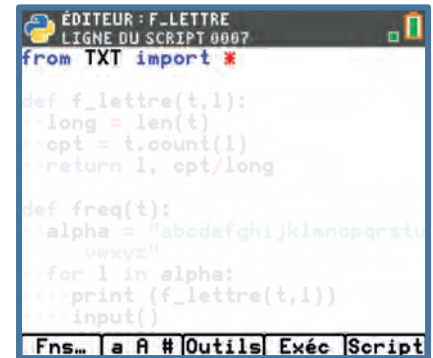 ÉDITEUR : F_LETTRE
LIGNE DU SCRIPT 0007
from TXT import *
def f_lettre(t,l):
long = len(t)
cpt = t.count(l)
return l, cpt/long
def freq(t):
alpha = "abcdefghijklmnopqrstu
vwxyz"
for l in alpha:
print (f_lettre(t,l))
input()
Fns… a A # Outils Exéc Script